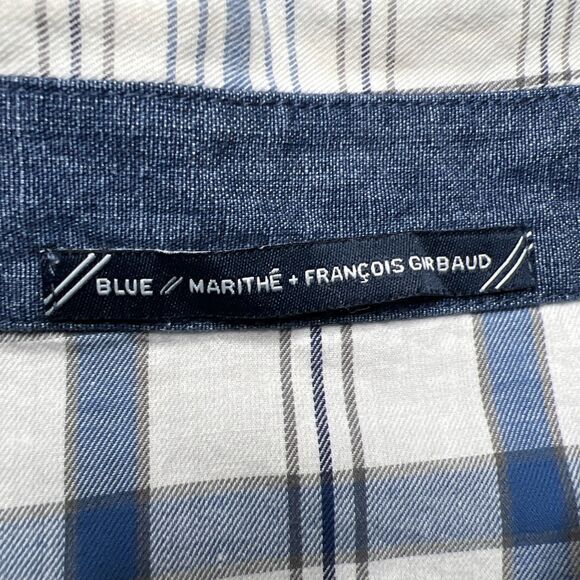 BLUE // MARITHÉ + FRANÇOIS GIRBAUD